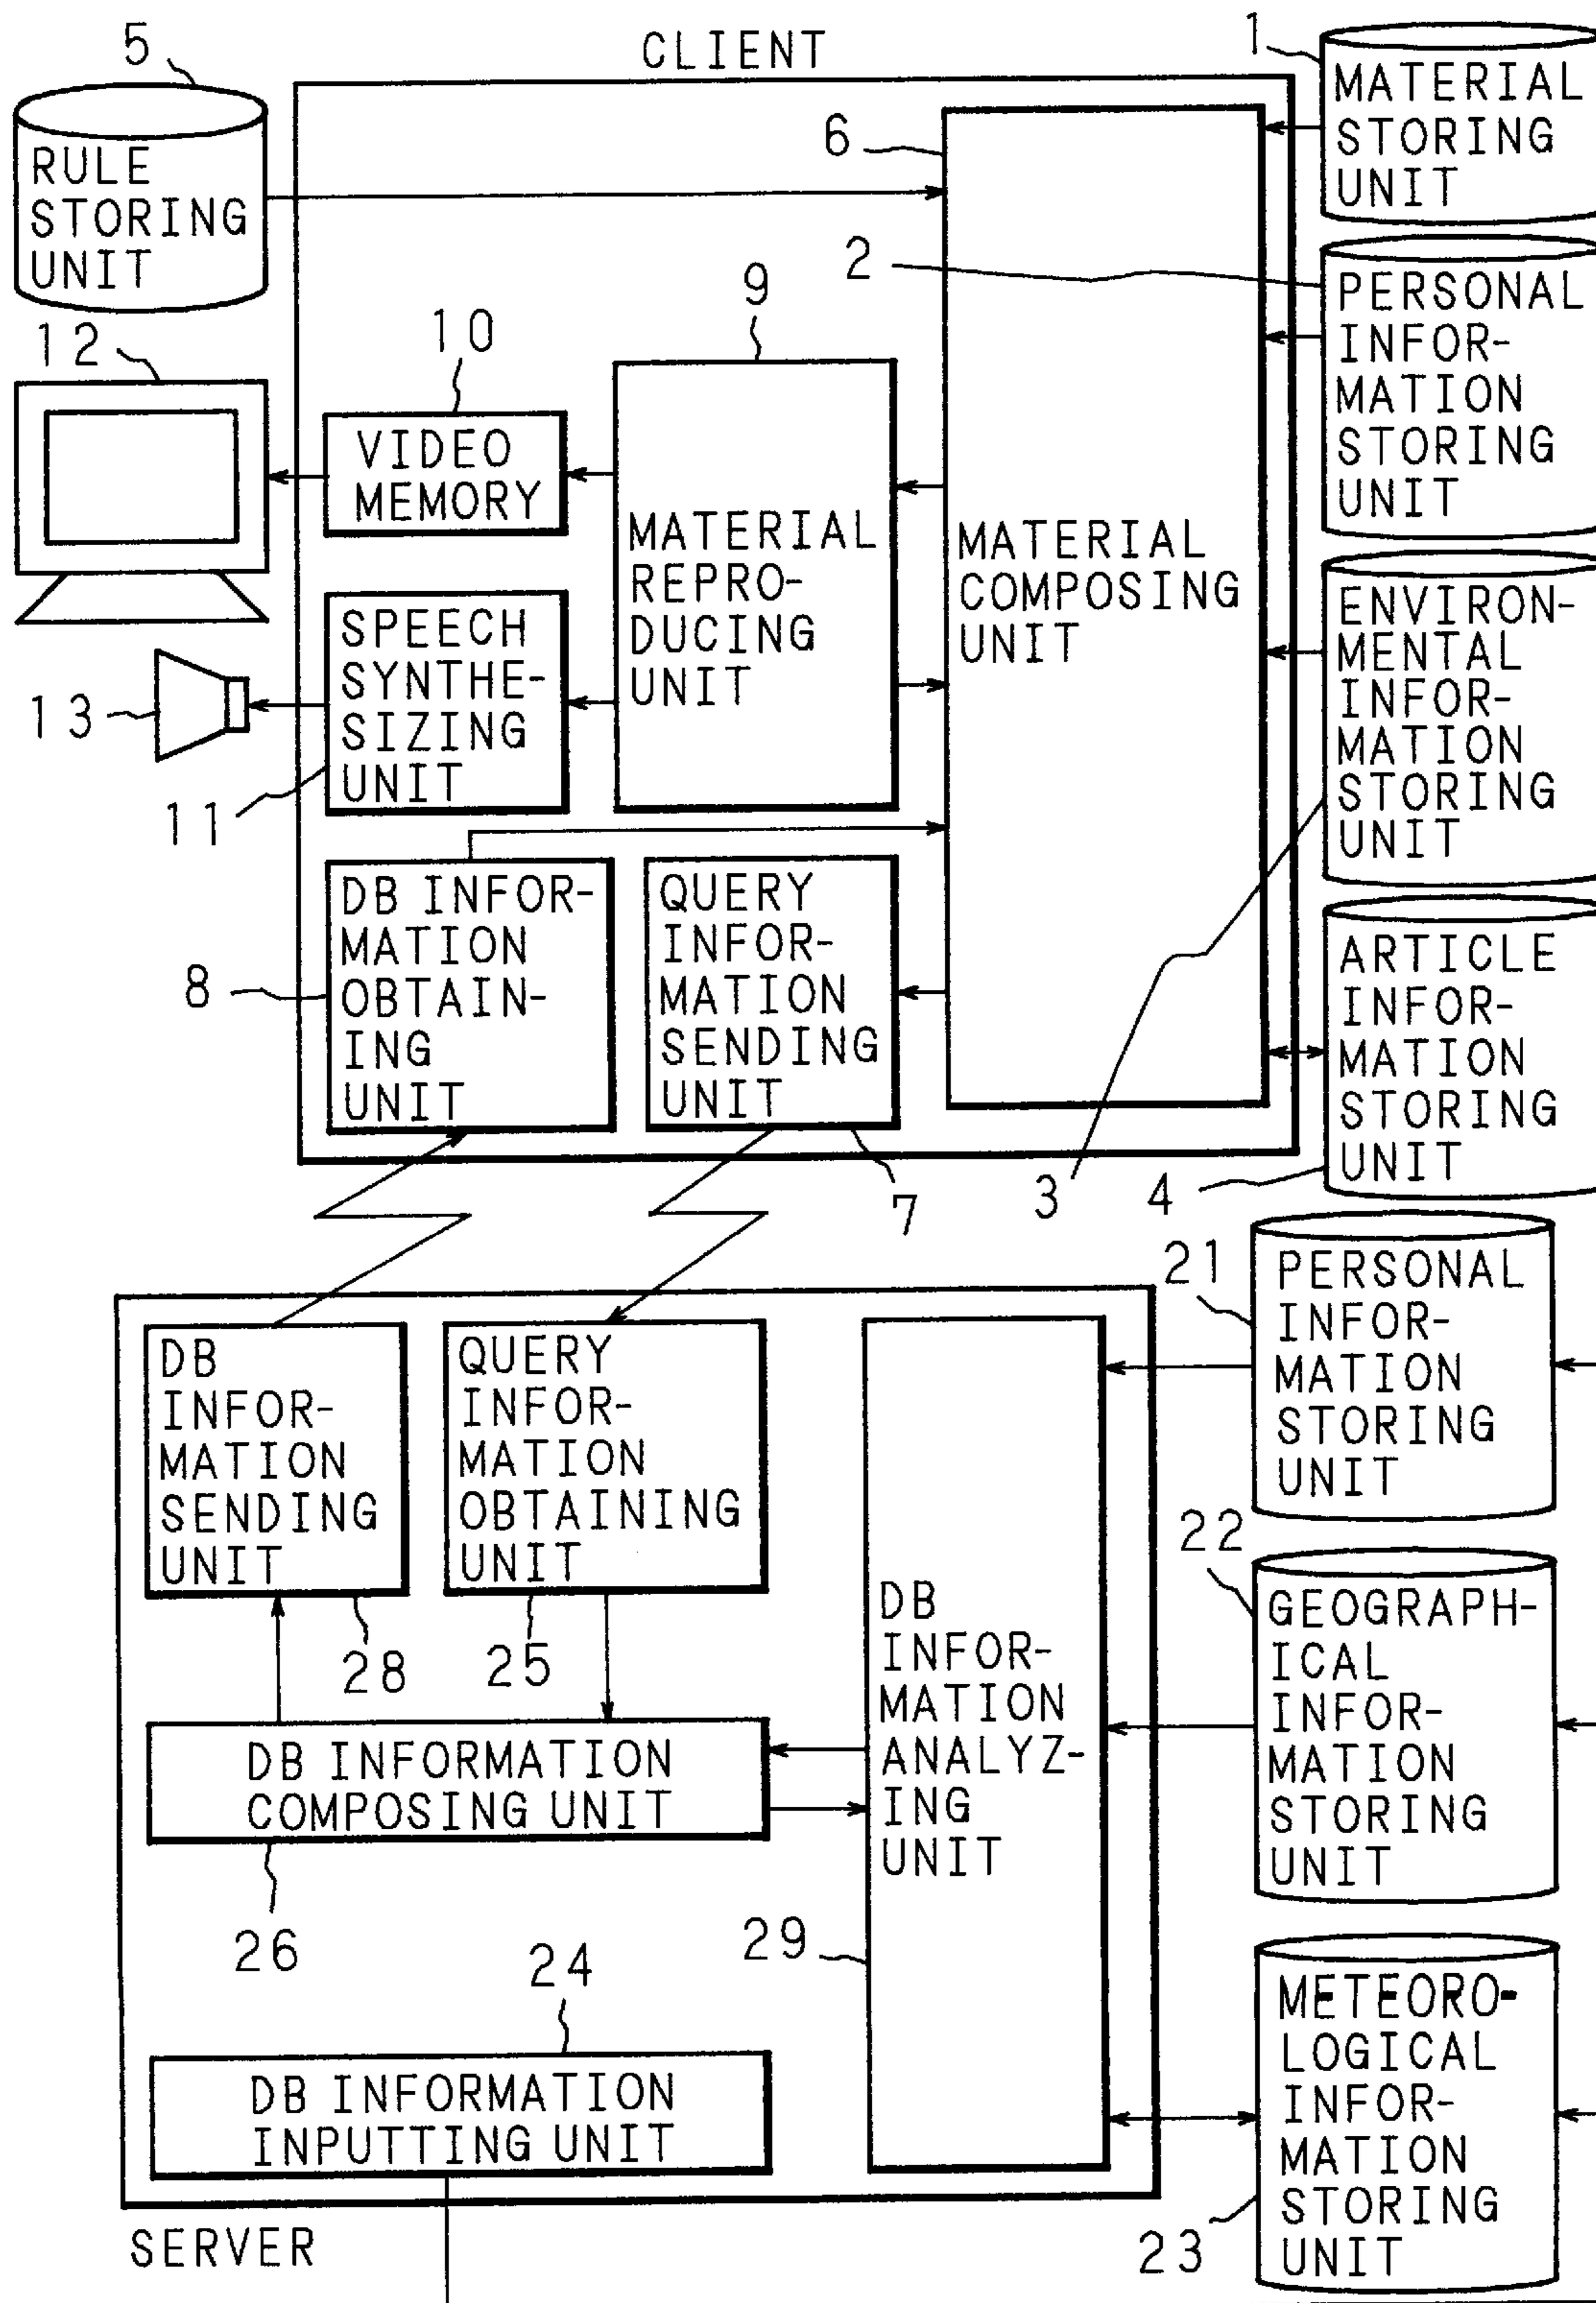 CLIENT
5
RULE
STORING
UNIT
1
MATERIAL
STORING
UNIT
6
2
PERSONAL
INFOR-
MATION
STORING
UNIT
12
10
VIDEO
MEMORY
9
MATERIAL
REPRO-
DUCING
UNIT
MATERIAL
COMPOSING
UNIT
ENVIRON-
MENTAL
INFOR-
MATION
STORING
UNIT
13
SPEECH
SYNTHE-
SIZING
UNIT
11
8
DB INFOR-
MATION
OBTAIN-
ING
UNIT
QUERY
INFOR-
MATION
SENDING
UNIT
7
3
4
ARTICLE
INFOR-
MATION
STORING
UNIT
21
PERSONAL
INFOR-
MATION
STORING
UNIT
DB
INFOR-
MATION
SENDING
UNIT
28
QUERY
INFOR-
MATION
OBTAINING
UNIT
25
DB
INFOR-
MATION
ANALYZ-
ING
UNIT
22
GEOGRAPH-
ICAL
INFOR-
MATION
STORING
UNIT
DB INFORMATION
COMPOSING UNIT
26
29
24
DB INFORMATION
INPUTTING UNIT
METEORO-
LOGICAL
INFOR-
MATION
STORING
UNIT
23
SERVER